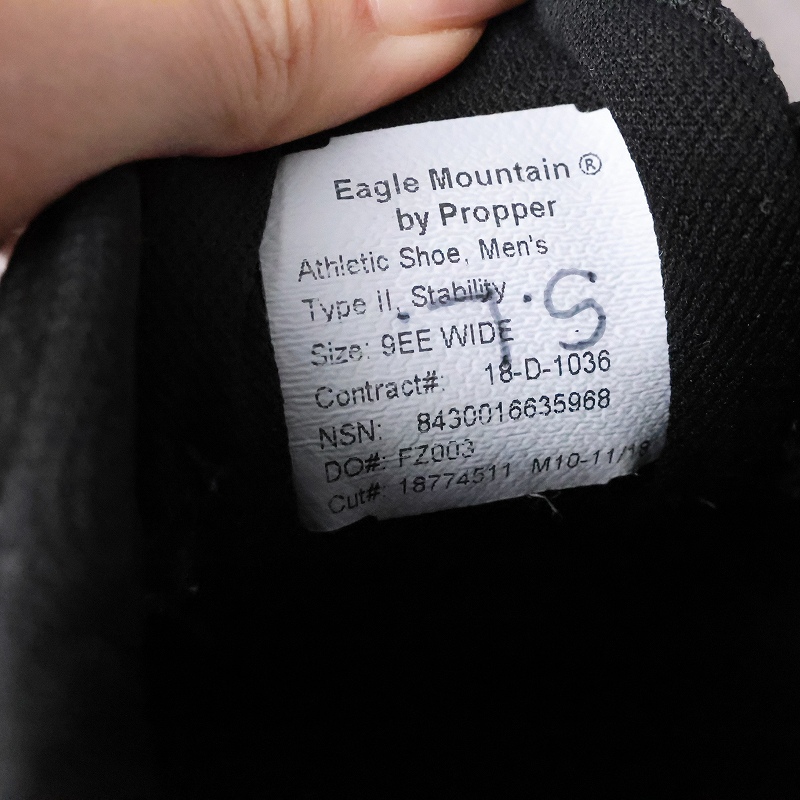 Eagle Mountain ®
by Propper
Athletic Shoe, Men's
Type II, Stability
Size: 9EE WIDE
Contract#: 18-D-1036
NSN: 8430016635968
DO#: FZ003
Cut#: 18774511 M10-11/18